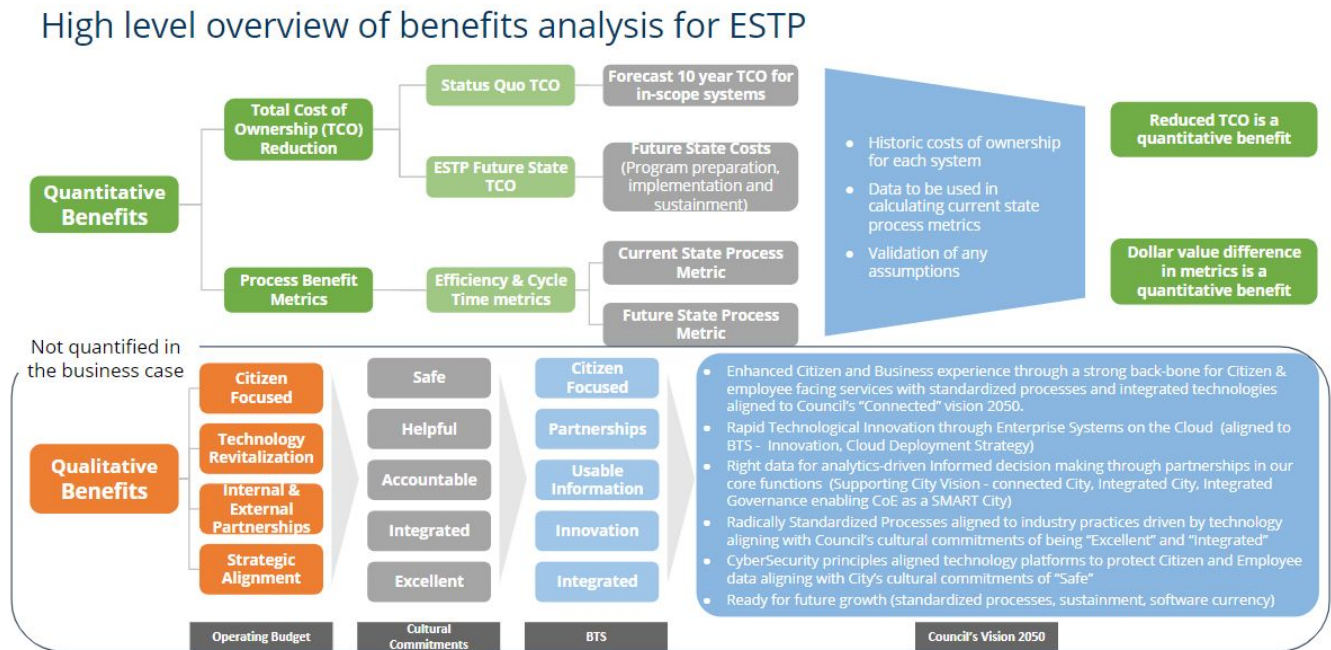 High level overview of benefits analysis for ESTP
Quantitative
Benefits
Total Cost of
Ownership (TCO)
Reduction
Status Quo TCO
Forecast 10 year TCO for
in-scope systems
ESTP Future State
TCO
Future State Costs
(Program preparation,
implementation and
sustainment)
Process Benefit
Metrics
Efficiency & Cycle
Time metrics
Current State Process
Metric
Future State Process
Metric
● Historic costs of ownership
for each system
● Data to be used in
calculating current state
process metrics
● Validation of any
assumptions
Reduced TCO is a
quantitative benefit
Dollar value difference
in metrics is a
quantitative benefit
Not quantified in
the business case
Qualitative
Benefits
Citizen
Focused
Technology
Revitalization
Internal &
External
Partnerships
Strategic
Alignment
Operating Budget
Safe
Helpful
Accountable
Integrated
Excellent
Cultural
Commitments
Citizen
Focused
Partnerships
Usable
Information
Innovation
Integrated
BTS
● Enhanced Citizen and Business experience through a strong back-bone for Citizen &
employee facing services with standardized processes and integrated technologies
aligned to Council's "Connected" vision 2050.
● Rapid Technological Innovation through Enterprise Systems on the Cloud (aligned to
BTS - Innovation, Cloud Deployment Strategy)
● Right data for analytics-driven Informed decision making through partnerships in our
core functions (Supporting City Vision - connected City, Integrated City, Integrated
Governance enabling CoE as a SMART City)
● Radically Standardized Processes aligned to industry practices driven by technology
aligning with Council's cultural commitments of being "Excellent" and "Integrated"
● CyberSecurity principles aligned technology platforms to protect Citizen and Employee
data aligning with City's cultural commitments of "Safe"
● Ready for future growth (standardized processes, sustainment, software currency)
Council's Vision 2050